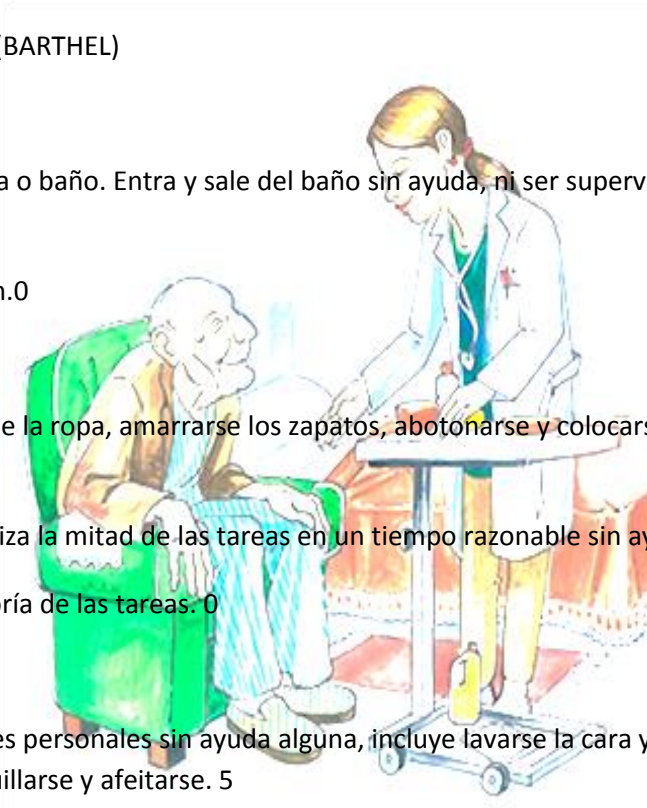 (BARTHEL)
a o baño. Entra y sale del baño sin ayuda, ni ser superv
n.0
e la ropa, amarrarse los zapatos, abotonarse y colocars
iza la mitad de las tareas en un tiempo razonable sin ay
oría de las tareas. 0
es personales sin ayuda alguna, incluye lavarse la cara y
uillarse y afeitarse. 5